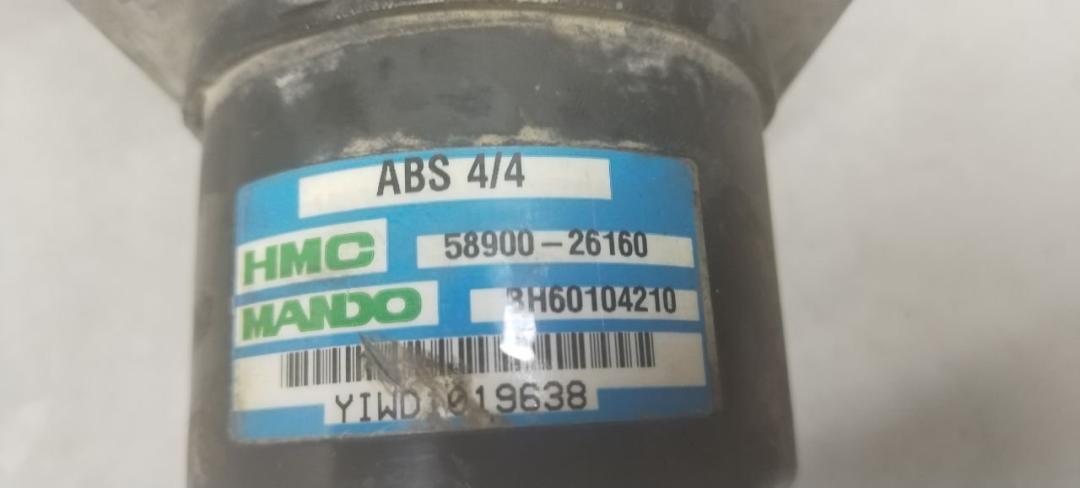 ABS 4/4
HMC 58900-26160
MANDO BH60104210
YIWD 019638